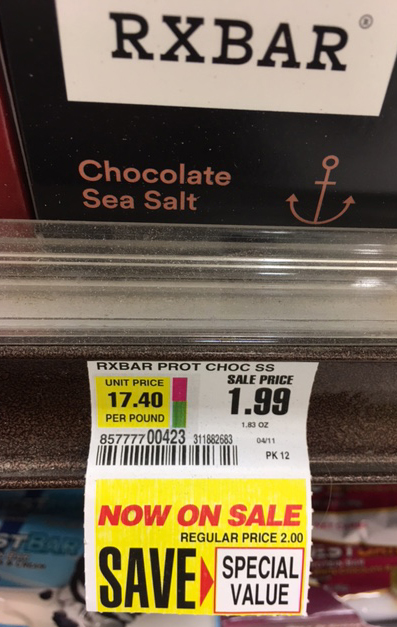 RXBAR®
Chocolate
Sea Salt
RXBAR PROT CHOC SS
UNIT PRICE
17.40
PER POUND
SALE PRICE
1.99
1.83 OZ
857777 00423 311882683
04/11
PK 12
NOW ON SALE
REGULAR PRICE 2.00
SAVE
SPECIAL
VALUE